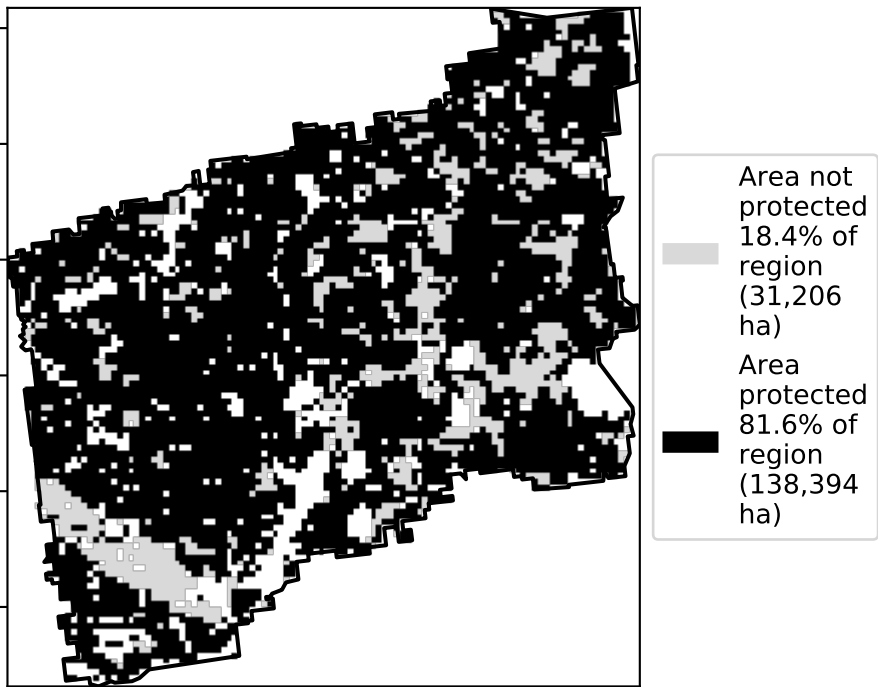 Area not
protected
18.4% of
region
(31,206
ha)
Area
protected
81.6% of
region
(138,394
ha)